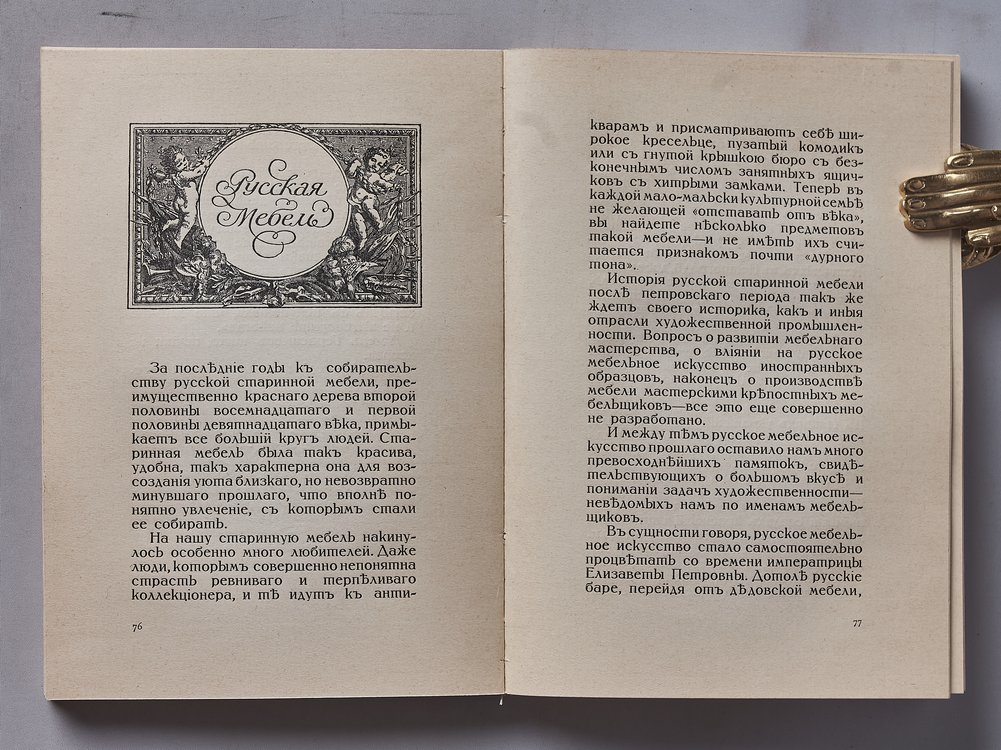 Русская
Мебель
За послѣдніе годы къ собиратель-
ству русской старинной мебели, пре-
имущественно краснаго дерева второй
половины восемнадцатаго и первой
половины девятнадцатаго вѣка, примы-
каетъ все большій кругъ людей. Ста-
ринная мебель была такъ красива,
удобна, такъ характерна она для воз-
созданія уюта близкаго, но невозвратно
минувшаго прошлаго, что вполнѣ по-
нятно увлеченіе, съ которымъ стали
ее собирать.
На нашу старинную мебель накину-
лось особенно много любителей. Даже
люди, которымъ совершенно непонятна
страсть ревниваго и терпѣливаго
коллекціонера, и тѣ идутъ къ анти-
76
кварамъ и присматриваютъ себѣ ши-
рокое кресельце, пузатый комодикъ
или съ гнутой крышкою бюро съ без-
конечнымъ числомъ занятныхъ ящич-
ковъ съ хитрыми замками. Теперь въ
каждой мало-мальски культурной семьѣ
не желающей «отставать отъ вѣка»,
вы найдете нѣсколько предметовъ
такой мебели—и не имѣть ихъ счи-
тается признакомъ почти «дурного
тона».
Исторія русской старинной мебели
послѣ петровскаго періода такъ же
ждетъ своего историка, какъ и иныя
отрасли художественной промышлен-
ности. Вопросъ о развитіи мебельнаго
мастерства, о вліяніи на русское
мебельное искусство иностранныхъ
образцовъ, наконецъ о производствѣ
мебели мастерскими крѣпостныхъ ме-
бельщиковъ—все это еще совершенно
не разработано.
И между тѣмъ русское мебельное ис-
кусство прошлаго оставило намъ много
превосходнѣйшихъ памятокъ, свидѣ-
тельствующихъ о большомъ вкусѣ и
пониманіи задачъ художественности—
невѣдомыхъ намъ по именамъ мебель-
щиковъ.
Въ сущности говоря, русское мебель-
ное искусство стало самостоятельно
процвѣтать со времени императрицы
Елизаветы Петровны. Дотолѣ русскіе
баре, перейдя отъ дѣдовской мебели,
77